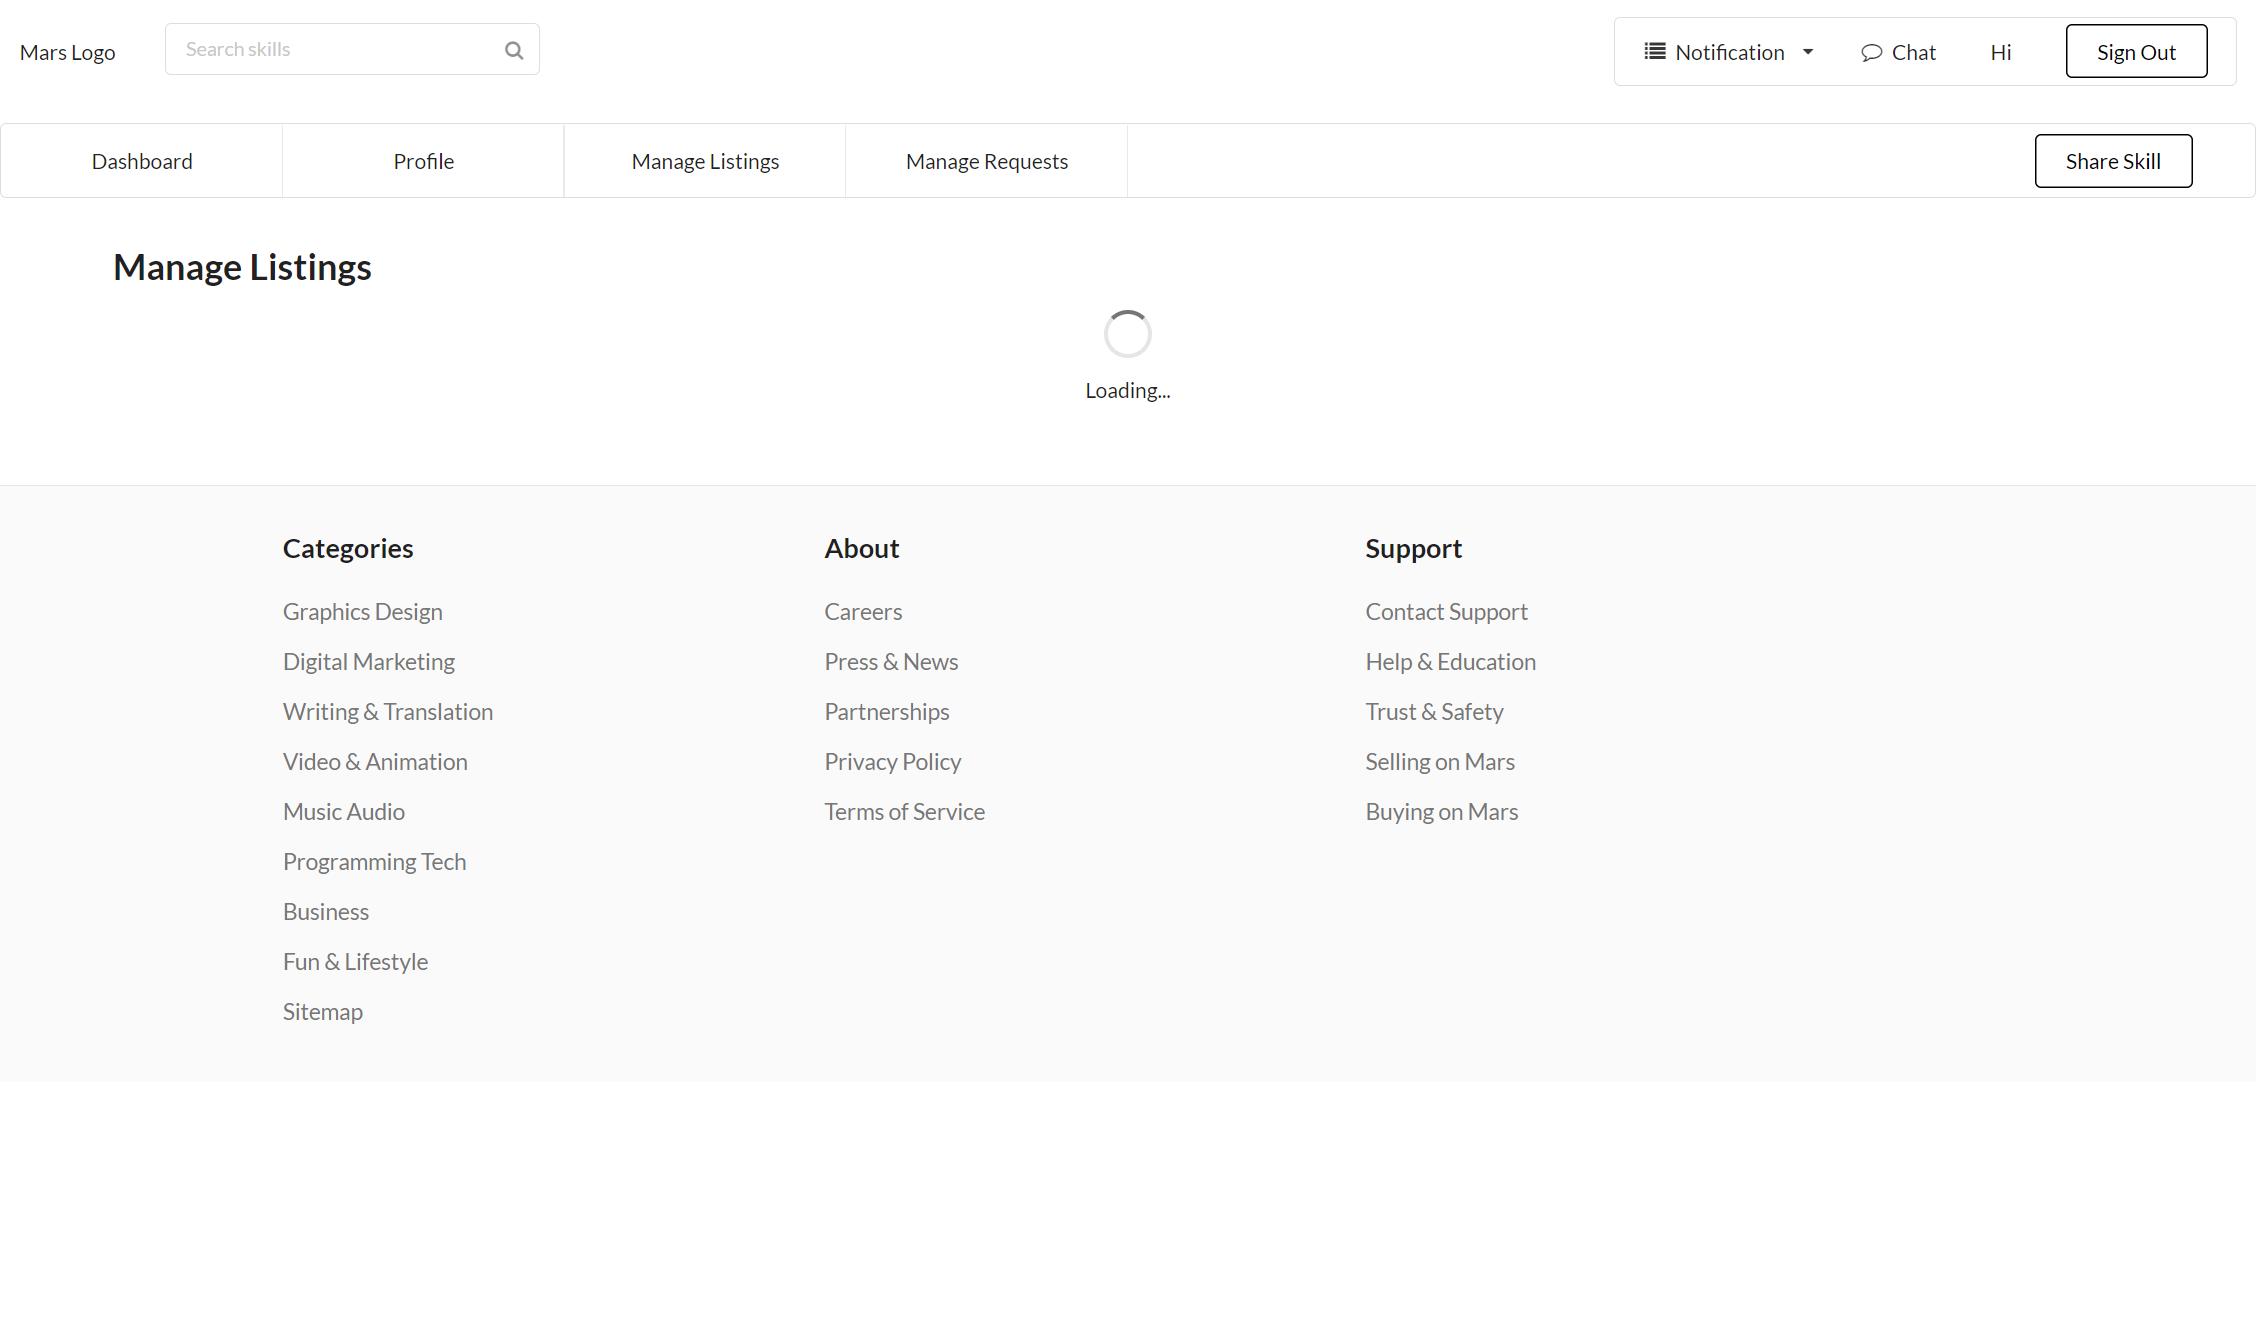 Mars Logo
Search skills
Notification
Chat
Hi
Sign Out
Dashboard
Profile
Manage Listings
Manage Requests
Share Skill
Manage Listings
Loading...
Categories
Graphics Design
Digital Marketing
Writing & Translation
Video & Animation
Music Audio
Programming Tech
Business
Fun & Lifestyle
Sitemap
About
Careers
Press & News
Partnerships
Privacy Policy
Terms of Service
Support
Contact Support
Help & Education
Trust & Safety
Selling on Mars
Buying on Mars